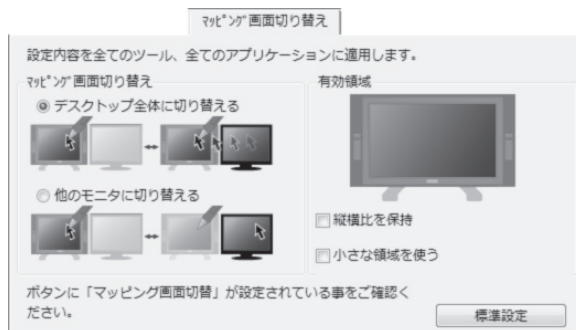 ﾏｯﾋﾟﾝｸﾞ画面切り替え
設定内容を全てのツール、全てのアプリケーションに適用します。
ﾏｯﾋﾟﾝｸﾞ画面切り替え
デスクトップ全体に切り替える
他のモニタに切り替える
有効領域
縦横比を保持
小さな領域を使う
ボタンに「マッピング画面切替」が設定されている事をご確認く
ださい。
標準設定